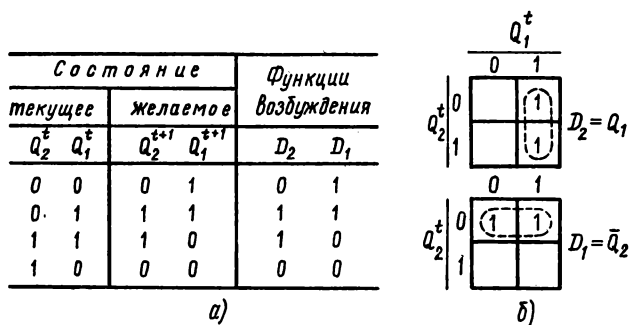 Состояние
Функции возбуждения
текущее желаемое
Q₂ᵗ Q₁ᵗ Q₂ᵗ⁺¹ Q₁ᵗ⁺¹ D₂ D₁
0 0 0 1 0 1
0 1 1 1 1 1
1 1 1 0 1 0
1 0 0 0 0 0
а)
Q₁ᵗ
0 1
Q₂ᵗ 0 1 D₂ = Q₁
1 1
0 1
Q₂ᵗ 0 1 1 D₁ = Q̄₂
1
б)